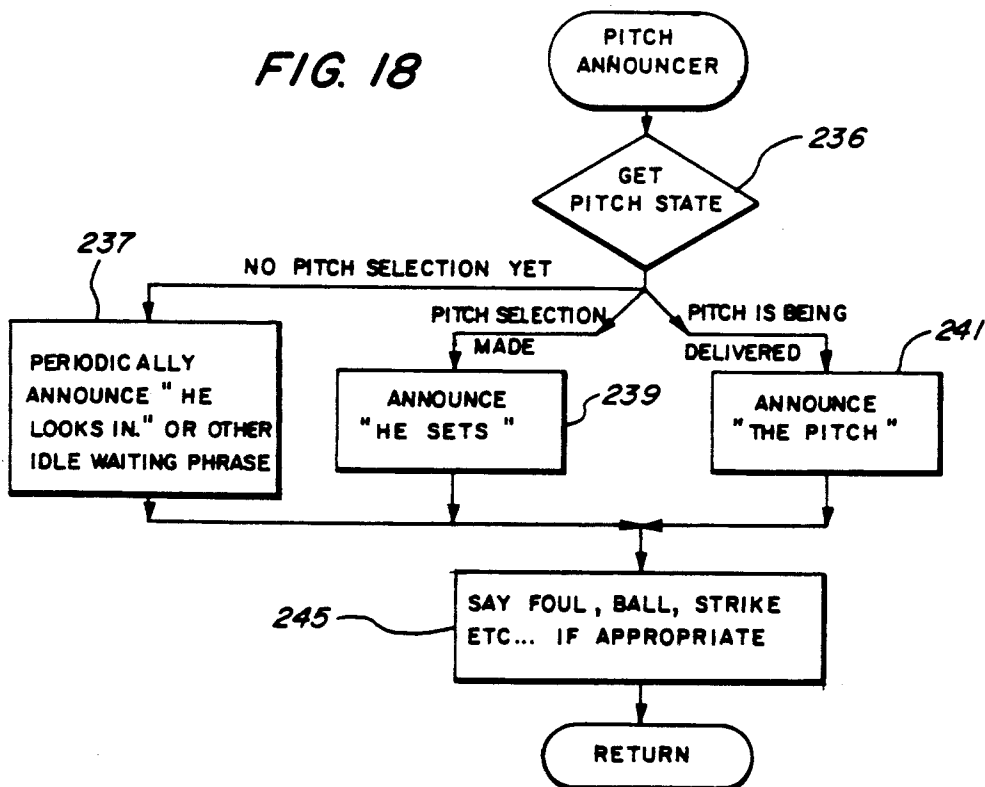 FIG. 18
PITCH
ANNOUNCER
236
GET
PITCH STATE
237
NO PITCH SELECTION YET
PITCH SELECTION
MADE
PITCH IS BEING
DELIVERED
241
PERIODICALLY
ANNOUNCE "HE
LOOKS IN." OR OTHER
IDLE WAITING PHRASE
ANNOUNCE
"HE SETS"
239
ANNOUNCE
"THE PITCH"
245
SAY FOUL, BALL, STRIKE
ETC... IF APPROPRIATE
RETURN